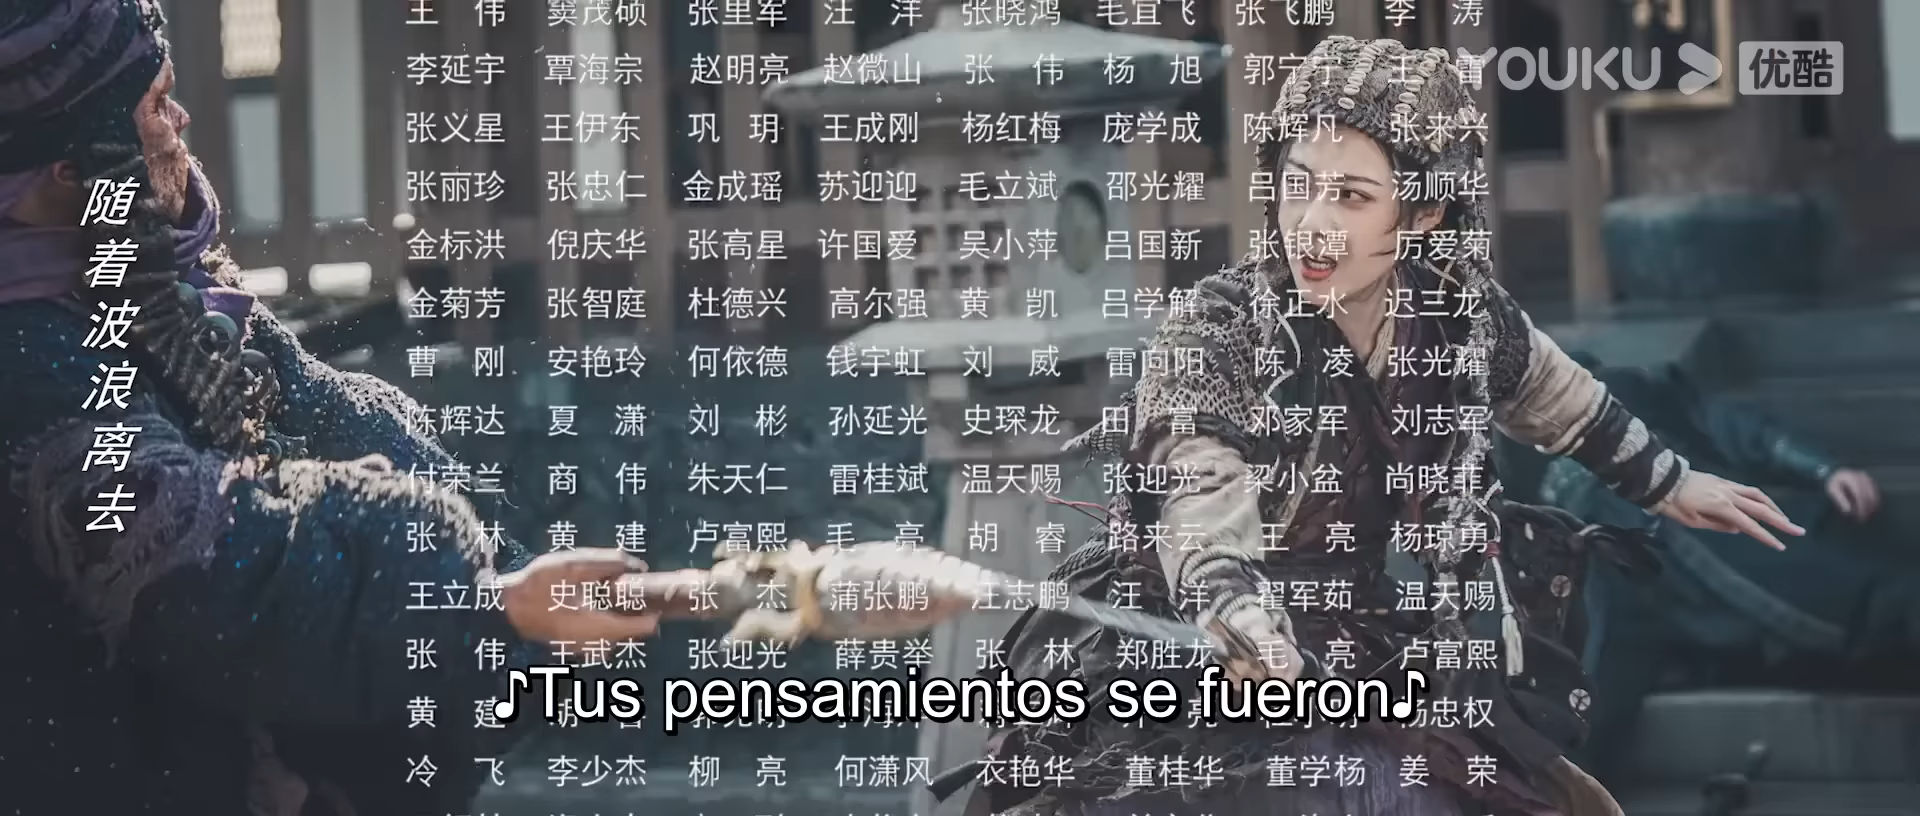 王伟 窦茂硕 张里军 汪洋 张晓鸿 毛宜飞 张飞鹏 李涛
YOUKU 优酷
李延宇 覃海宗 赵明亮 赵微山 张伟 杨旭 郭宁宁 王雷
张义星 王伊东 巩玥 王成刚 杨红梅 庞学成 陈辉凡 张来兴
张丽珍 张忠仁 金成瑶 苏迎迎 毛立斌 邵光耀 吕国芳 汤顺华
金标洪 倪庆华 张高星 许国爱 吴小萍 吕国新 张银潭 厉爱菊
金菊芳 张智庭 杜德兴 高尔强 黄凯 吕学解 徐正水 迟三龙
曹刚 安艳玲 何依德 钱宇虹 刘威 雷向阳 陈凌 张光耀
陈辉达 夏潇 刘彬 孙延光 史琛龙 田富 邓家军 刘志军
付荣兰 商伟 朱天仁 雷桂斌 温天赐 张迎光 梁小盆 尚晓菲
张林 黄建 卢富熙 毛亮 胡睿 路来云 王亮 杨琼勇
王立成 史聪聪 张杰 蒲张鹏 汪志鹏 汪洋 翟军茹 温天赐
张伟 王武杰 张迎光 薛贵举 张林 郑胜龙 毛亮 卢富熙
黄建 亮 杨忠权
冷飞 李少杰 柳亮 何潇风 衣艳华 董桂华 董学杨 姜荣
随着波浪离去
♪Tus pensamientos se fueron♪